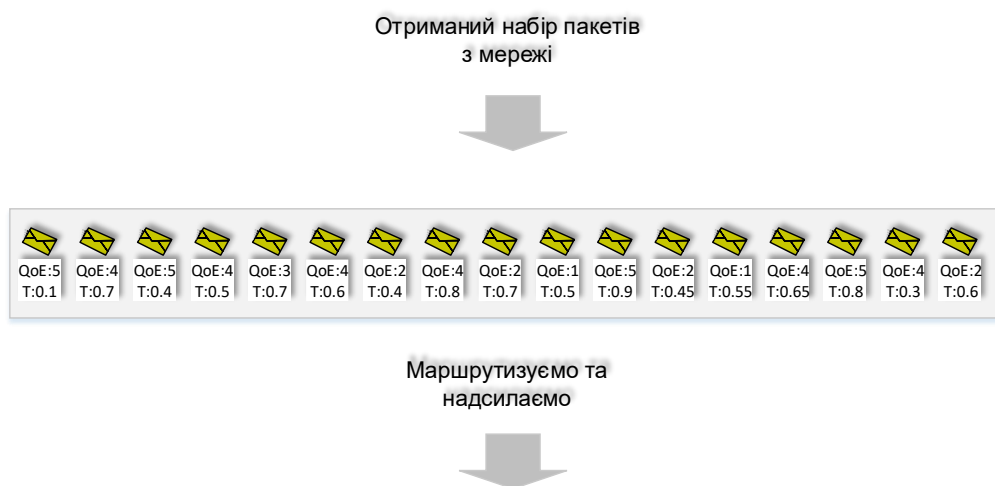 Отриманий набір пакетів
з мережі
QoE:5 QoE:4 QoE:5 QoE:4 QoE:3 QoE:4 QoE:2 QoE:4 QoE:2 QoE:1 QoE:5 QoE:2 QoE:1 QoE:4 QoE:5 QoE:4 QoE:2
T:0.1 T:0.7 T:0.4 T:0.5 T:0.7 T:0.6 T:0.4 T:0.8 T:0.7 T:0.5 T:0.9 T:0.45 T:0.55 T:0.65 T:0.8 T:0.3 T:0.6
Маршрутизуємо та
надсилаємо